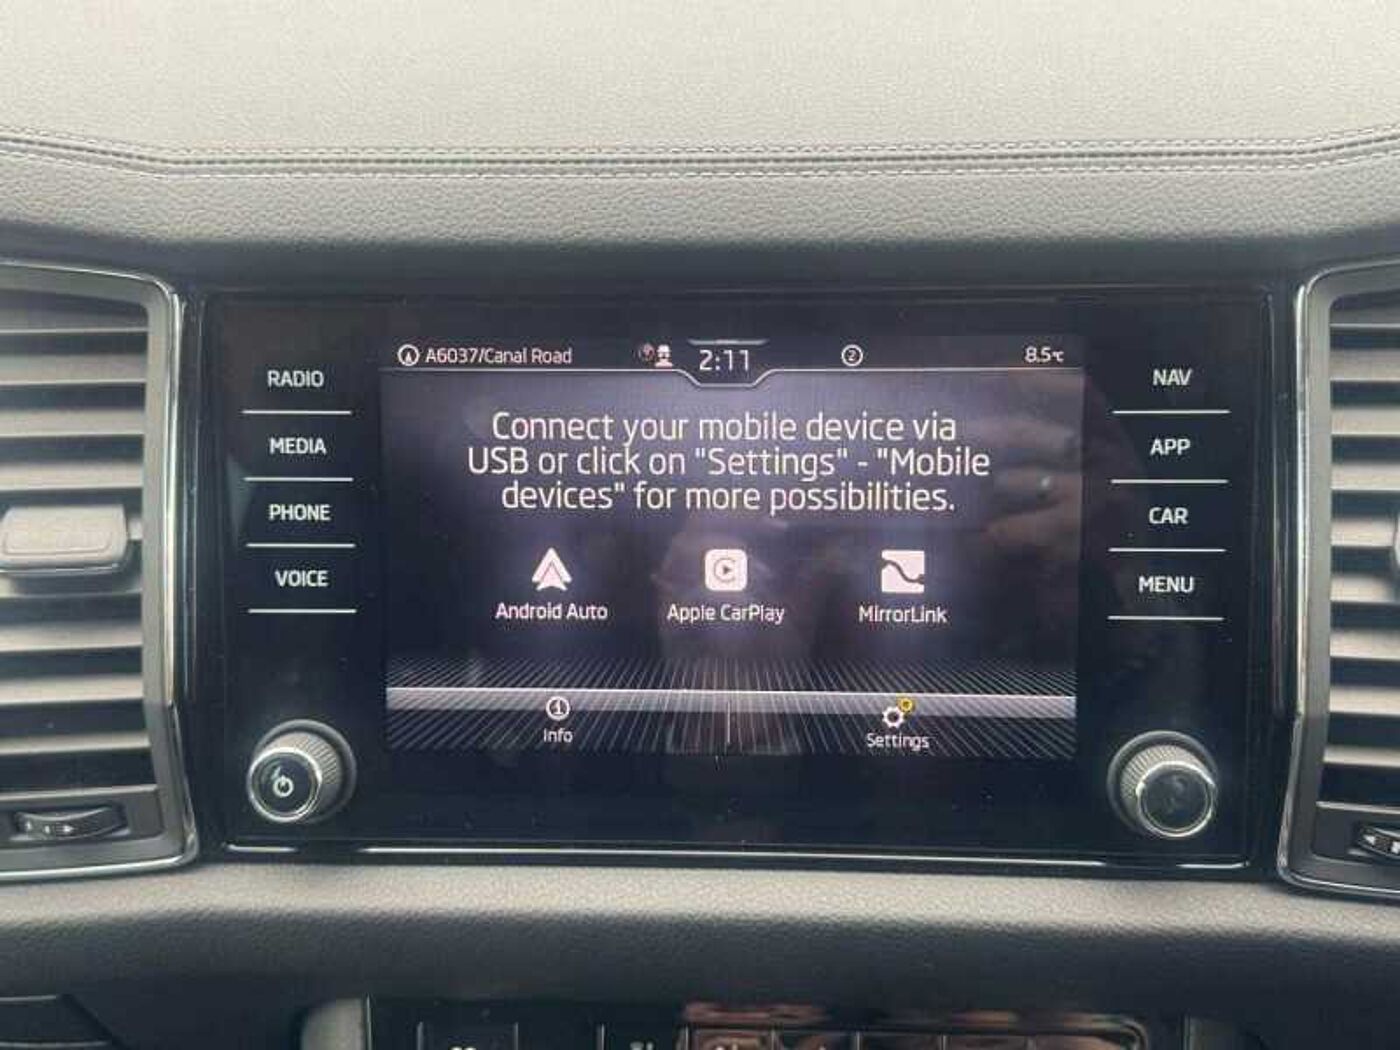 A6037/Canal Road
2:11
2
8.5°C
RADIO
MEDIA
PHONE
VOICE
Connect your mobile device via
USB or click on "Settings" - "Mobile
devices" for more possibilities.
Android Auto
Apple CarPlay
MirrorLink
Info
Settings
NAV
APP
CAR
MENU